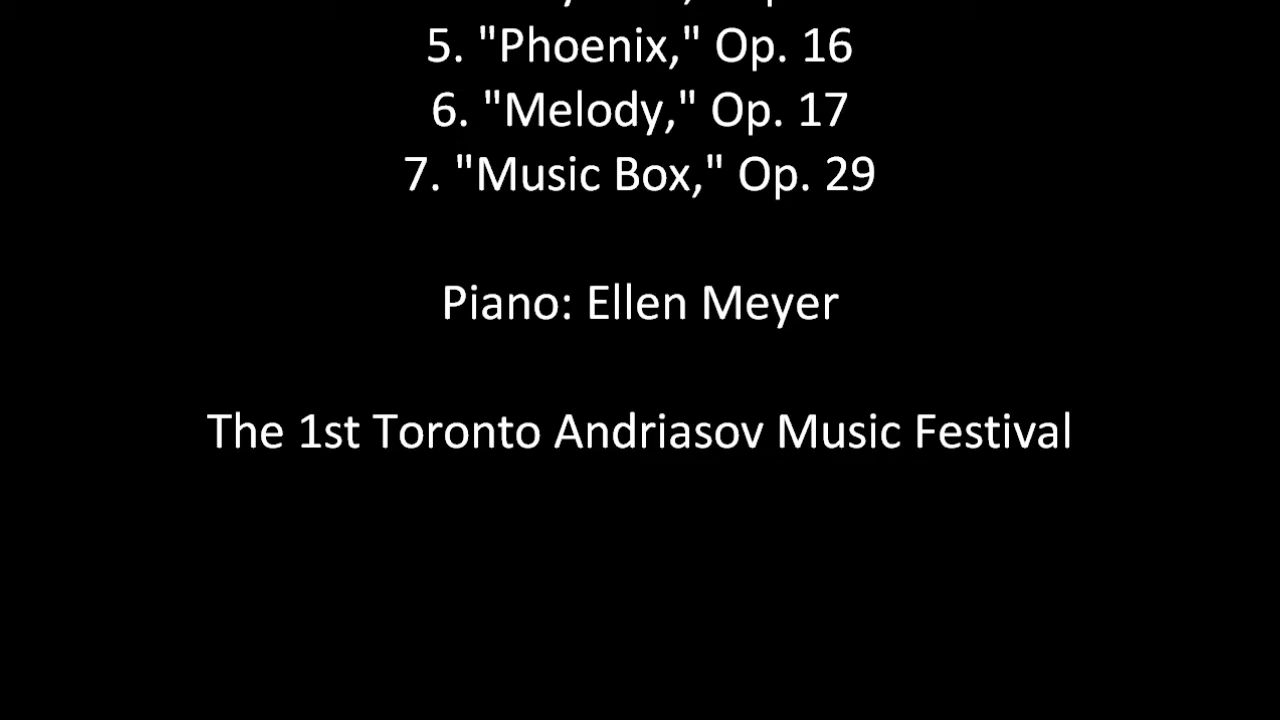 5. "Phoenix," Op. 16
6. "Melody," Op. 17
7. "Music Box," Op. 29
Piano: Ellen Meyer
The 1st Toronto Andriasov Music Festival